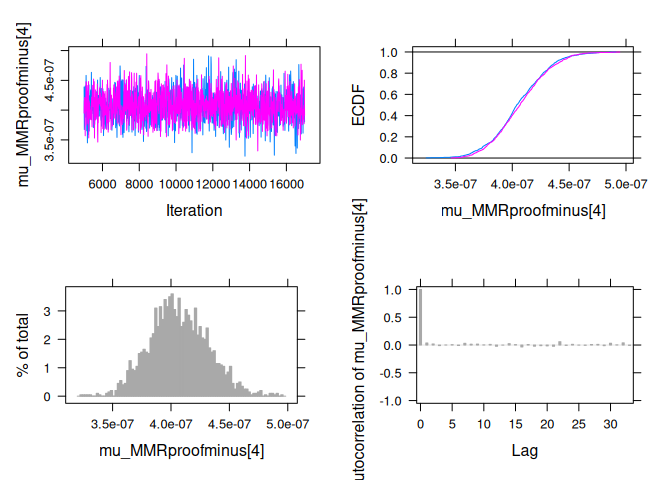 mu_MMRproofminus[4]
4.5e-07
3.5e-07
6000 8000 10000 12000 14000 16000
Iteration
ECDF
1.0
0.8
0.6
0.4
0.2
0.0
3.5e-07 4.0e-07 4.5e-07 5.0e-07
mu_MMRproofminus[4]
% of total
3
2
1
0
3.5e-07 4.0e-07 4.5e-07 5.0e-07
mu_MMRproofminus[4]
utocorrelation of mu_MMRproofminus[4]
1.0
0.5
0.0
-0.5
-1.0
0 5 10 15 20 25 30
Lag